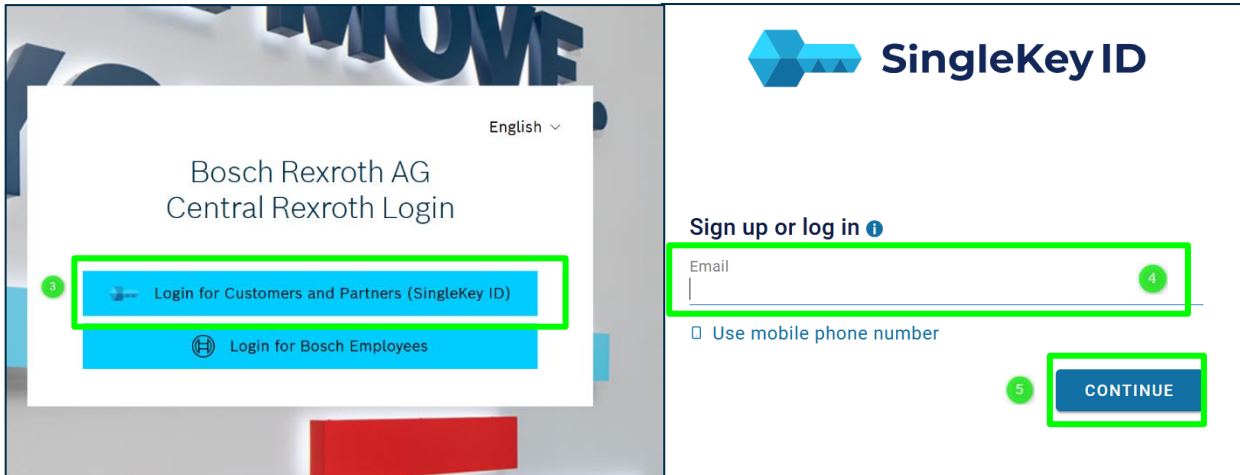 MOVE.
English
Bosch Rexroth AG
Central Rexroth Login
3
Login for Customers and Partners (SingleKey ID)
Login for Bosch Employees
SingleKey ID
Sign up or log in
Email
4
Use mobile phone number
5
CONTINUE